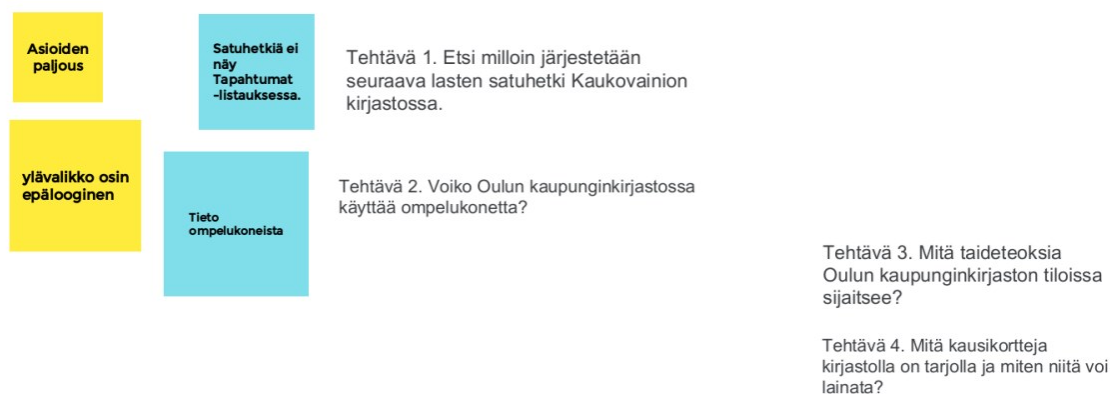 Asioiden
paljous
Satuhetkiä ei
näy
Tapahtumat
-listauksessa.
Tehtävä 1. Etsi milloin järjestetään
seuraava lasten satuhetki Kaukovainion
kirjastossa.
ylävalikko osin
epälooginen
Tieto
ompelukoneista
Tehtävä 2. Voiko Oulun kaupunginkirjastossa
käyttää ompelukonetta?
Tehtävä 3. Mitä taideteoksia
Oulun kaupunginkirjaston tiloissa
sijaitsee?
Tehtävä 4. Mitä kausikortteja
kirjastolla on tarjolla ja miten niitä voi
lainata?